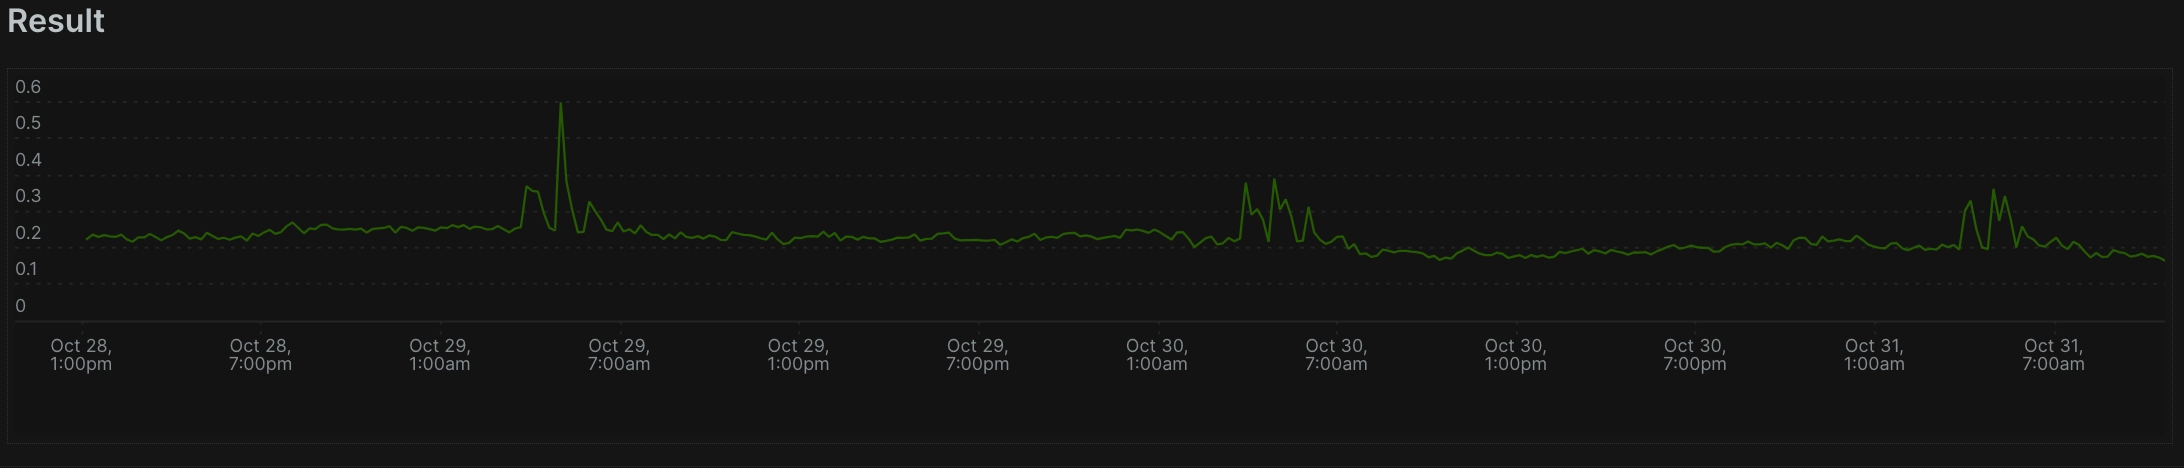 Result
0.6
0.5
0.4
0.3
0.2
0.1
0
Oct 28,
1:00pm
Oct 28,
7:00pm
Oct 29,
1:00am
Oct 29,
7:00am
Oct 29,
1:00pm
Oct 29,
7:00pm
Oct 30,
1:00am
Oct 30,
7:00am
Oct 30,
1:00pm
Oct 30,
7:00pm
Oct 31,
1:00am
Oct 31,
7:00am